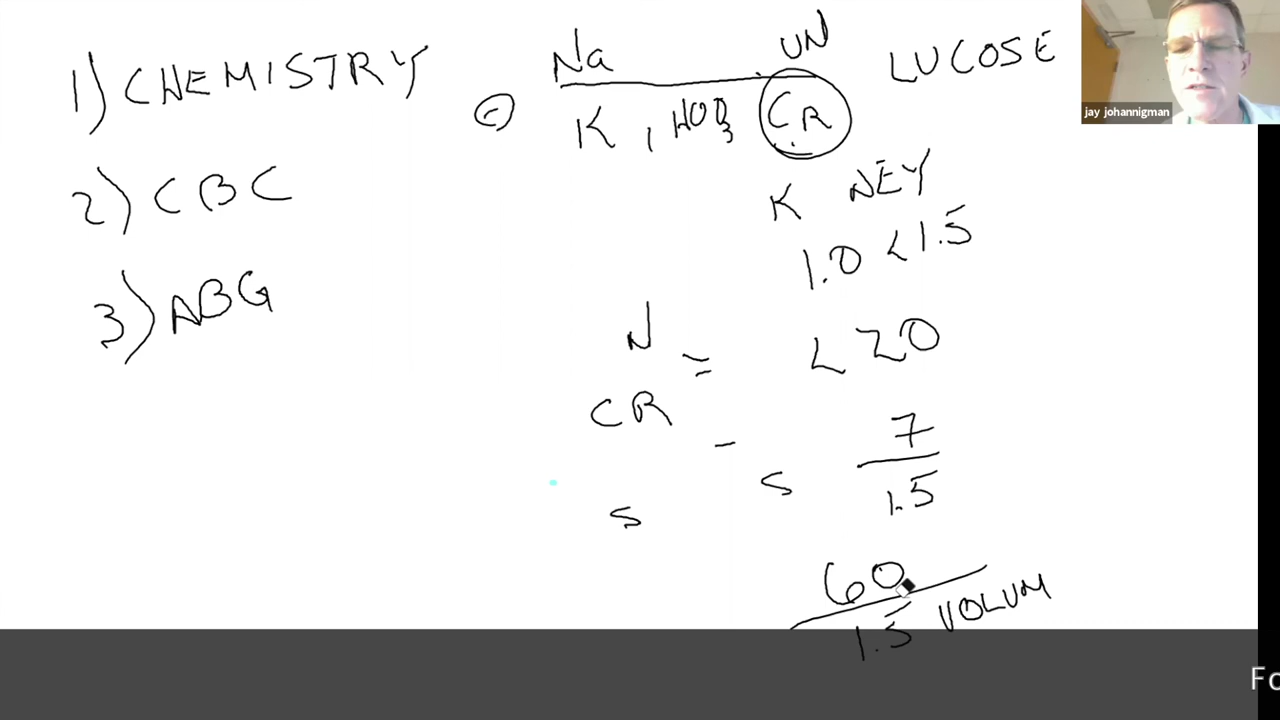 1) CHEMISTRY
2) CBC
3) ABG
Na UN LUCOSE
K CR
K NEY
1.0 < 1.5
N
CR = < 20
7
1.5
S S
60
1.5 VOLUM
jay johannigman
Fo